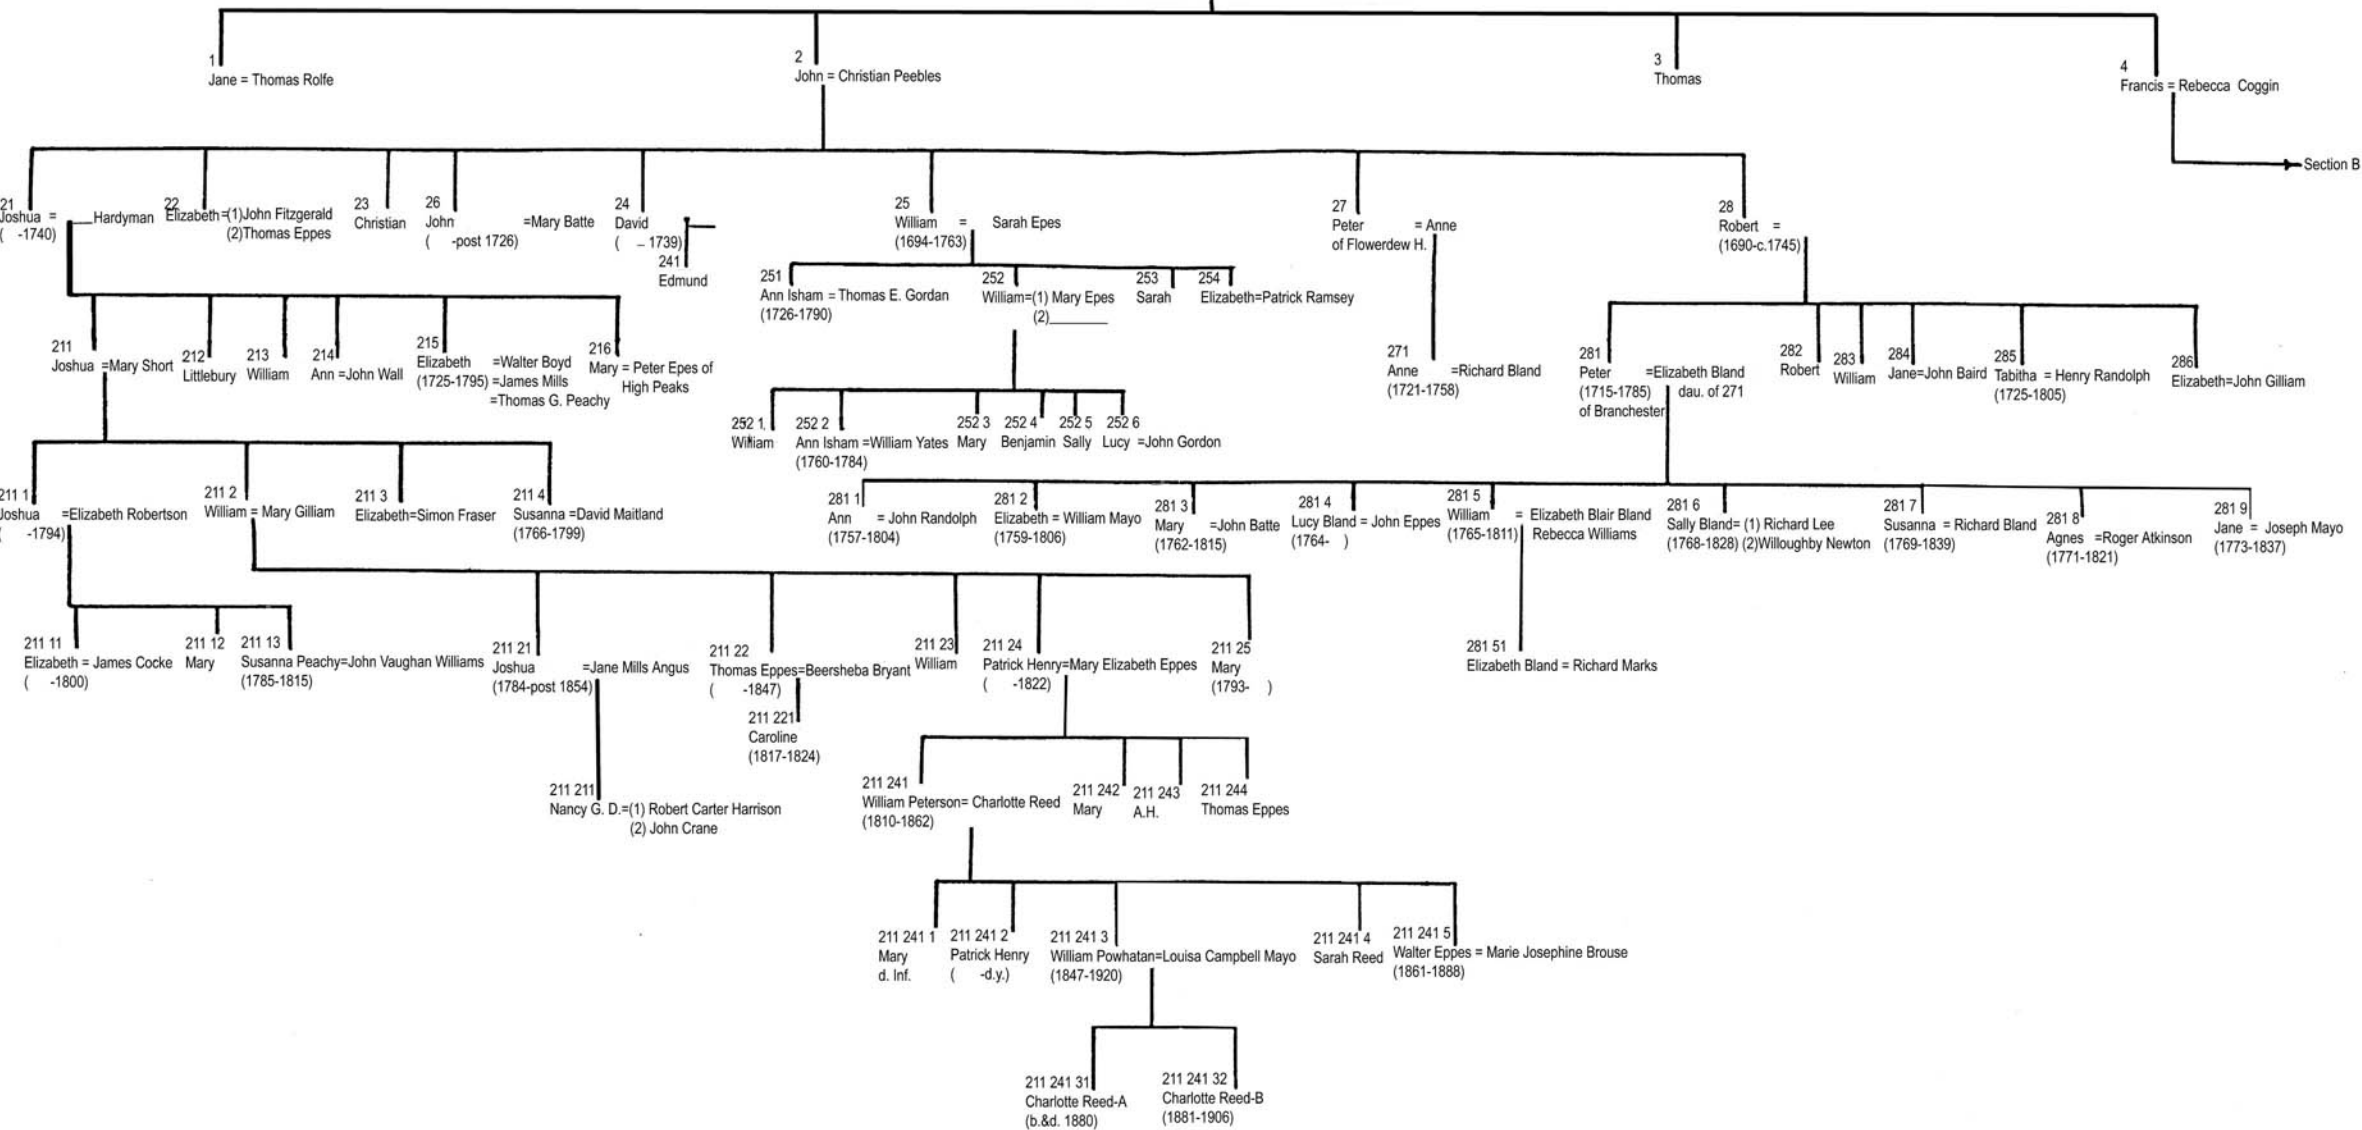 1
Jane = Thomas Rolfe
2
John = Christian Peebles
3
Thomas
4
Francis = Rebecca Coggin
Section B
21
Joshua = ___Hardyman
( -1740)
22
Elizabeth=(1)John Fitzgerald
(2)Thomas Eppes
23
Christian
26
John =Mary Batte
( -post 1726)
24
David
( – 1739)
241
Edmund
25
William = Sarah Epes
(1694-1763)
27
Peter = Anne
of Flowerdew H.
28
Robert =
(1690-c.1745)
251
Ann Isham = Thomas E. Gordan
(1726-1790)
252
William=(1) Mary Epes
(2)________
253
Sarah
254
Elizabeth=Patrick Ramsey
211
Joshua =Mary Short
212
Littlebury
213
William
214
Ann =John Wall
215
Elizabeth =Walter Boyd
(1725-1795) =James Mills
=Thomas G. Peachy
216
Mary = Peter Epes of
High Peaks
271
Anne =Richard Bland
(1721-1758)
281
Peter =Elizabeth Bland
(1715-1785) dau. of 271
of Branchester
282
Robert
283
William
284
Jane=John Baird
285
Tabitha = Henry Randolph
(1725-1805)
286
Elizabeth=John Gilliam
252 1.
William
252 2
Ann Isham =William Yates
(1760-1784)
252 3
Mary
252 4
Benjamin
252 5
Sally
252 6
Lucy =John Gordon
211 1
Joshua =Elizabeth Robertson
( -1794)
211 2
William = Mary Gilliam
211 3
Elizabeth=Simon Fraser
211 4
Susanna =David Maitland
(1766-1799)
281 1
Ann = John Randolph
(1757-1804)
281 2
Elizabeth = William Mayo
(1759-1806)
281 3
Mary =John Batte
(1762-1815)
281 4
Lucy Bland = John Eppes
(1764- )
281 5
William = Elizabeth Blair Bland
(1765-1811) Rebecca Williams
281 6
Sally Bland= (1) Richard Lee
(1768-1828) (2)Willoughby Newton
281 7
Susanna = Richard Bland
(1769-1839)
281 8
Agnes =Roger Atkinson
(1771-1821)
281 9
Jane = Joseph Mayo
(1773-1837)
211 11
Elizabeth = James Cocke
( -1800)
211 12
Mary
211 13
Susanna Peachy=John Vaughan Williams
(1785-1815)
211 21
Joshua =Jane Mills Angus
(1784-post 1854)
211 22
Thomas Eppes=Beersheba Bryant
( -1847)
211 23
William
211 24
Patrick Henry=Mary Elizabeth Eppes
( -1822)
211 25
Mary
(1793- )
281 51
Elizabeth Bland = Richard Marks
211 221
Caroline
(1817-1824)
211 211
Nancy G. D.=(1) Robert Carter Harrison
(2) John Crane
211 241
William Peterson= Charlotte Reed
(1810-1862)
211 242
Mary
211 243
A.H.
211 244
Thomas Eppes
211 241 1
Mary
d. Inf.
211 241 2
Patrick Henry
( -d.y.)
211 241 3
William Powhatan=Louisa Campbell Mayo
(1847-1920)
211 241 4
Sarah Reed
211 241 5
Walter Eppes = Marie Josephine Brouse
(1861-1888)
211 241 31
Charlotte Reed-A
(b.&d. 1880)
211 241 32
Charlotte Reed-B
(1881-1906)